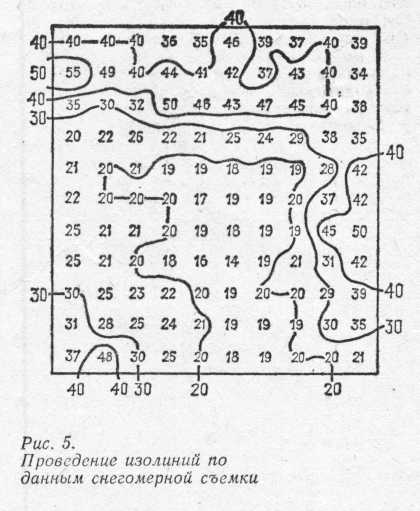 40
40 40 40 40 36 35 46 39 37 40 39
50 55 49 40 44 41 42 37 43 40 34
40
35 30 32 50 46 43 47 45 40 38
30
20 22 26 22 21 25 24 29 38 35
40
21 20 21 19 19 18 19 19 28 42
22 20 20 20 17 19 19 20 37 42
25 21 21 20 19 18 19 19 45 50
25 21 20 18 16 14 19 21 31 42
30 30 25 23 22 20 19 20 20 29 39 40
31 28 25 24 21 19 19 19 30 35 30
37 48 30 25 20 18 19 20 20 21
40 40 30 20 20
Рис. 5.
Проведение изолиний по
данным снегомерной съемки